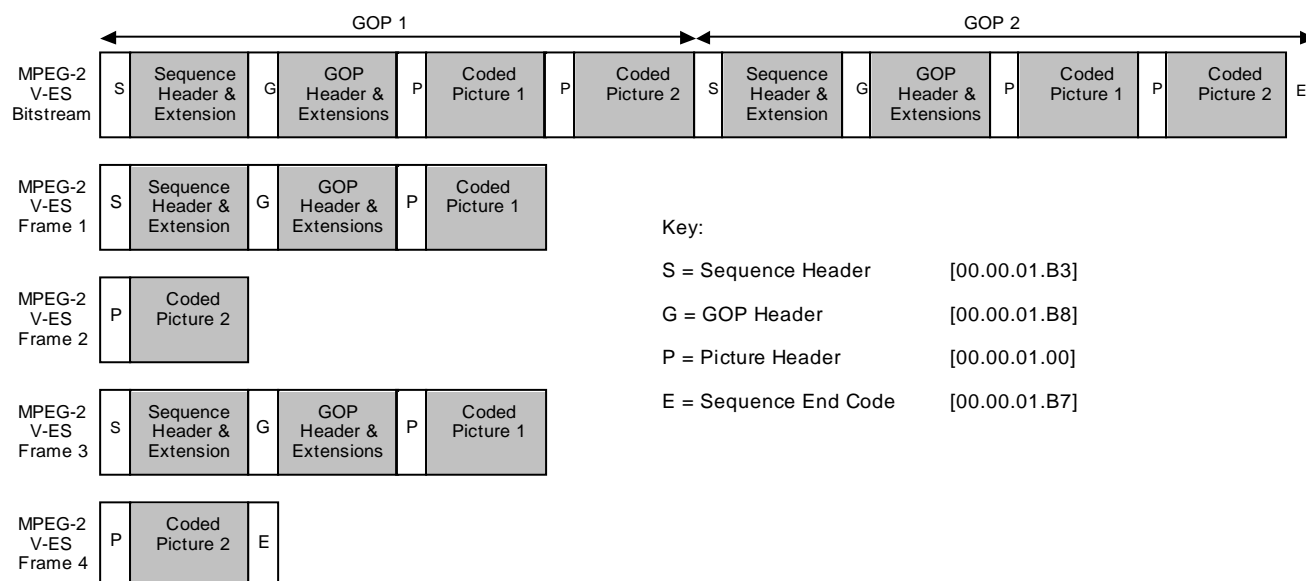 GOP 1
GOP 2
MPEG-2
V-ES
Bitstream
S
Sequence
Header &
Extension
G
GOP
Header &
Extensions
P
Coded
Picture 1
P
Coded
Picture 2
S
Sequence
Header &
Extension
G
GOP
Header &
Extensions
P
Coded
Picture 1
P
Coded
Picture 2
E
MPEG-2
V-ES
Frame 1
S
Sequence
Header &
Extension
G
GOP
Header &
Extensions
P
Coded
Picture 1
MPEG-2
V-ES
Frame 2
P
Coded
Picture 2
MPEG-2
V-ES
Frame 3
S
Sequence
Header &
Extension
G
GOP
Header &
Extensions
P
Coded
Picture 1
MPEG-2
V-ES
Frame 4
P
Coded
Picture 2
E
Key:
S = Sequence Header [00.00.01.B3]
G = GOP Header [00.00.01.B8]
P = Picture Header [00.00.01.00]
E = Sequence End Code [00.00.01.B7]